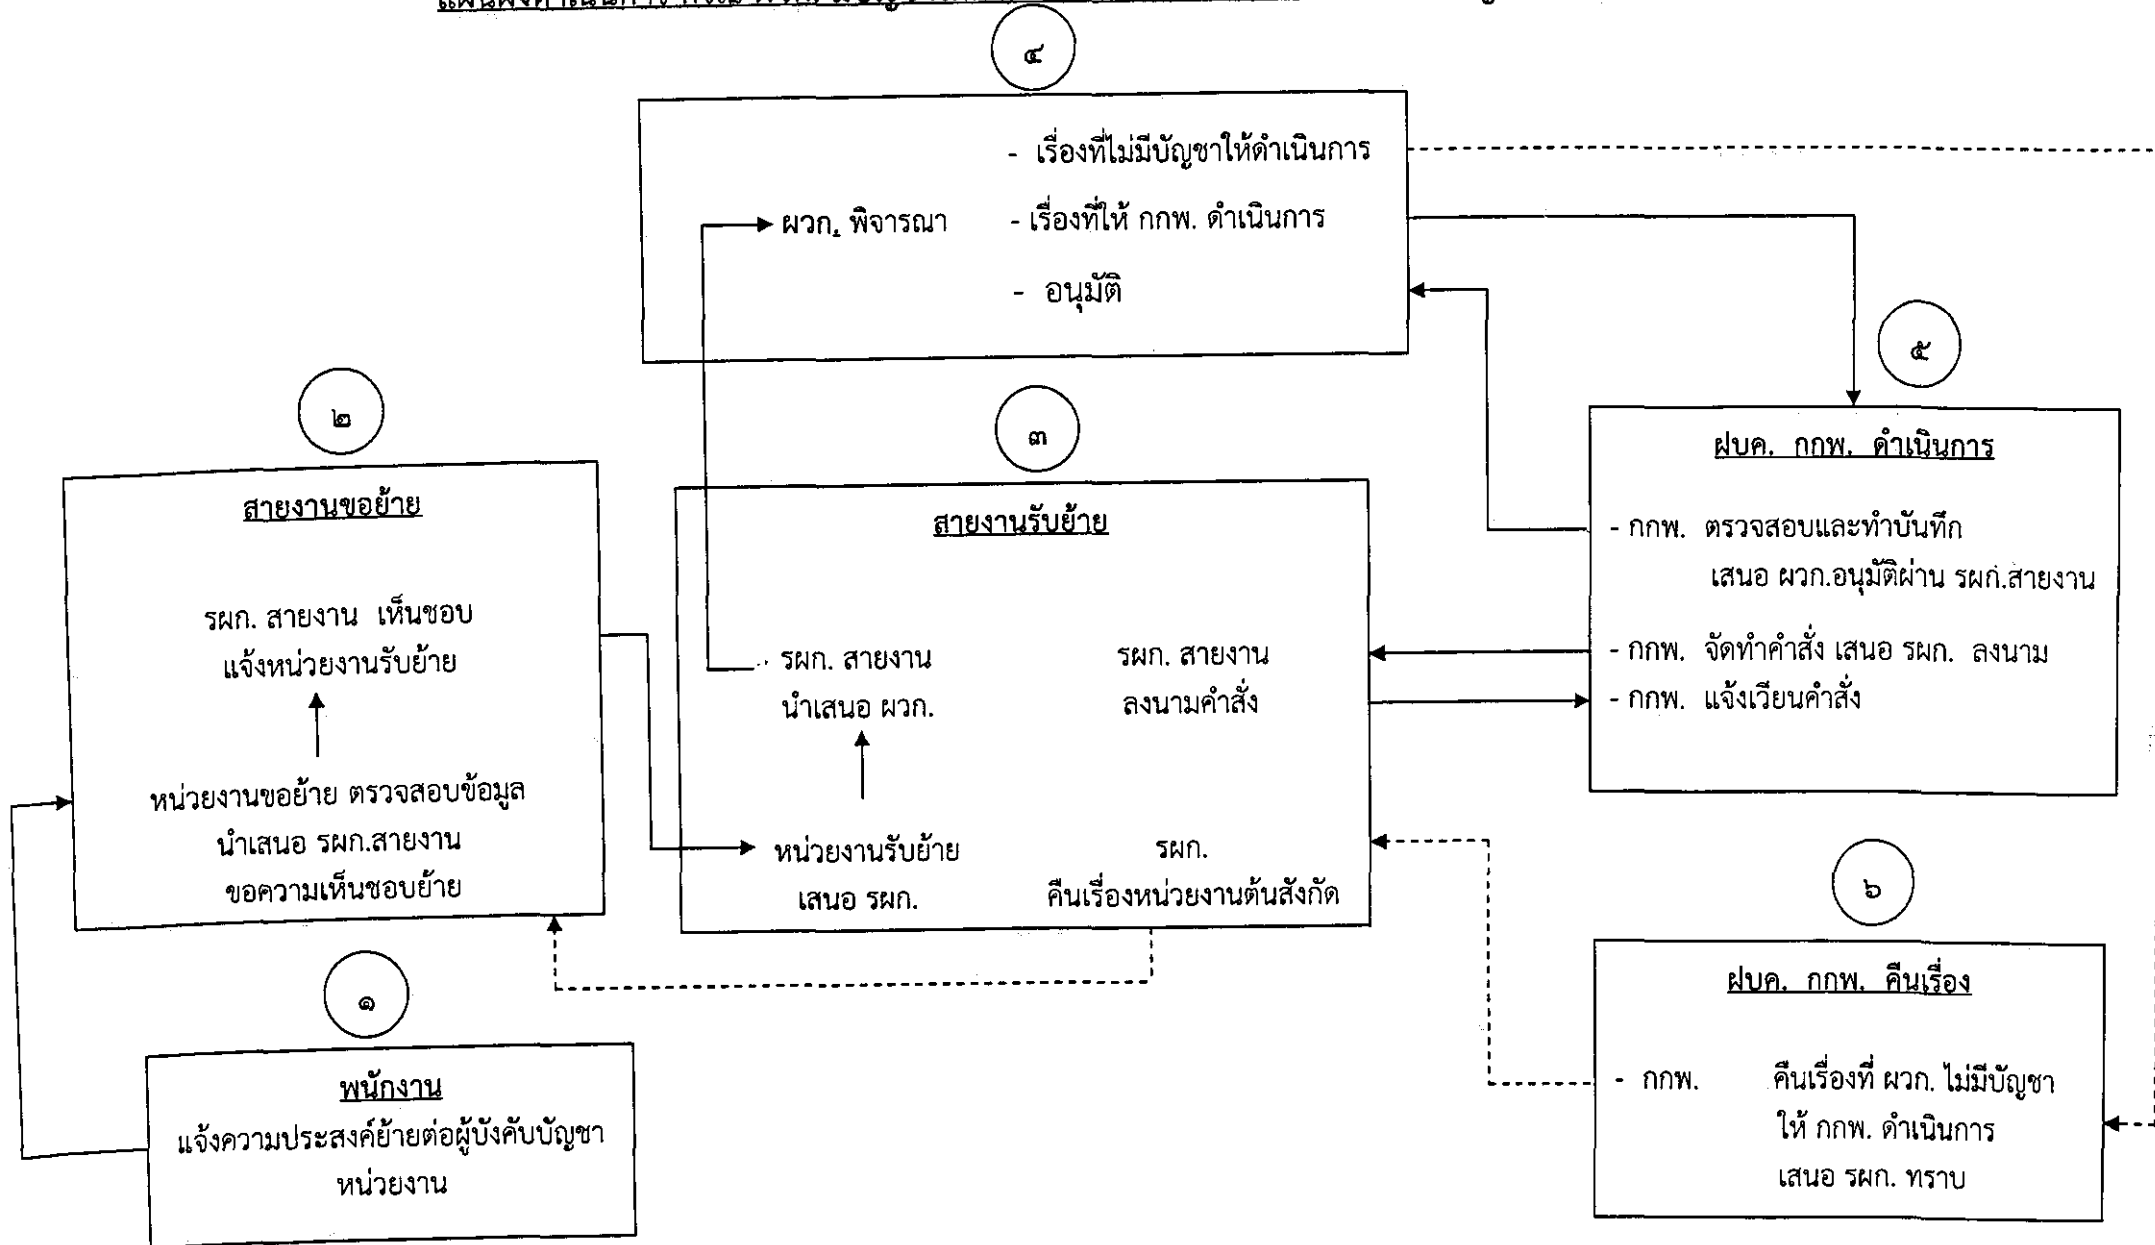 ๔
- เรื่องที่ไม่มีบัญชาให้ดำเนินการ
ผวก. พิจารณา
- เรื่องที่ให้ กกพ. ดำเนินการ
- อนุมัติ
๒
สายงานขอย้าย
รผก. สายงาน เห็นชอบ
แจ้งหน่วยงานรับย้าย
หน่วยงานขอย้าย ตรวจสอบข้อมูล
นำเสนอ รผก.สายงาน
ขอความเห็นชอบย้าย
๓
สายงานรับย้าย
รผก. สายงาน
นำเสนอ ผวก.
รผก. สายงาน
ลงนามคำสั่ง
หน่วยงานรับย้าย
เสนอ รผก.
รผก.
คืนเรื่องหน่วยงานต้นสังกัด
๕
ฝบค. กกพ. ดำเนินการ
- กกพ. ตรวจสอบและทำบันทึก
เสนอ ผวก.อนุมัติผ่าน รผก.สายงาน
- กกพ. จัดทำคำสั่ง เสนอ รผก. ลงนาม
- กกพ. แจ้งเวียนคำสั่ง
๑
พนักงาน
แจ้งความประสงค์ย้ายต่อผู้บังคับบัญชา
หน่วยงาน
๖
ฝบค. กกพ. คืนเรื่อง
- กกพ. คืนเรื่องที่ ผวก. ไม่มีบัญชา
ให้ กกพ. ดำเนินการ
เสนอ รผก. ทราบ